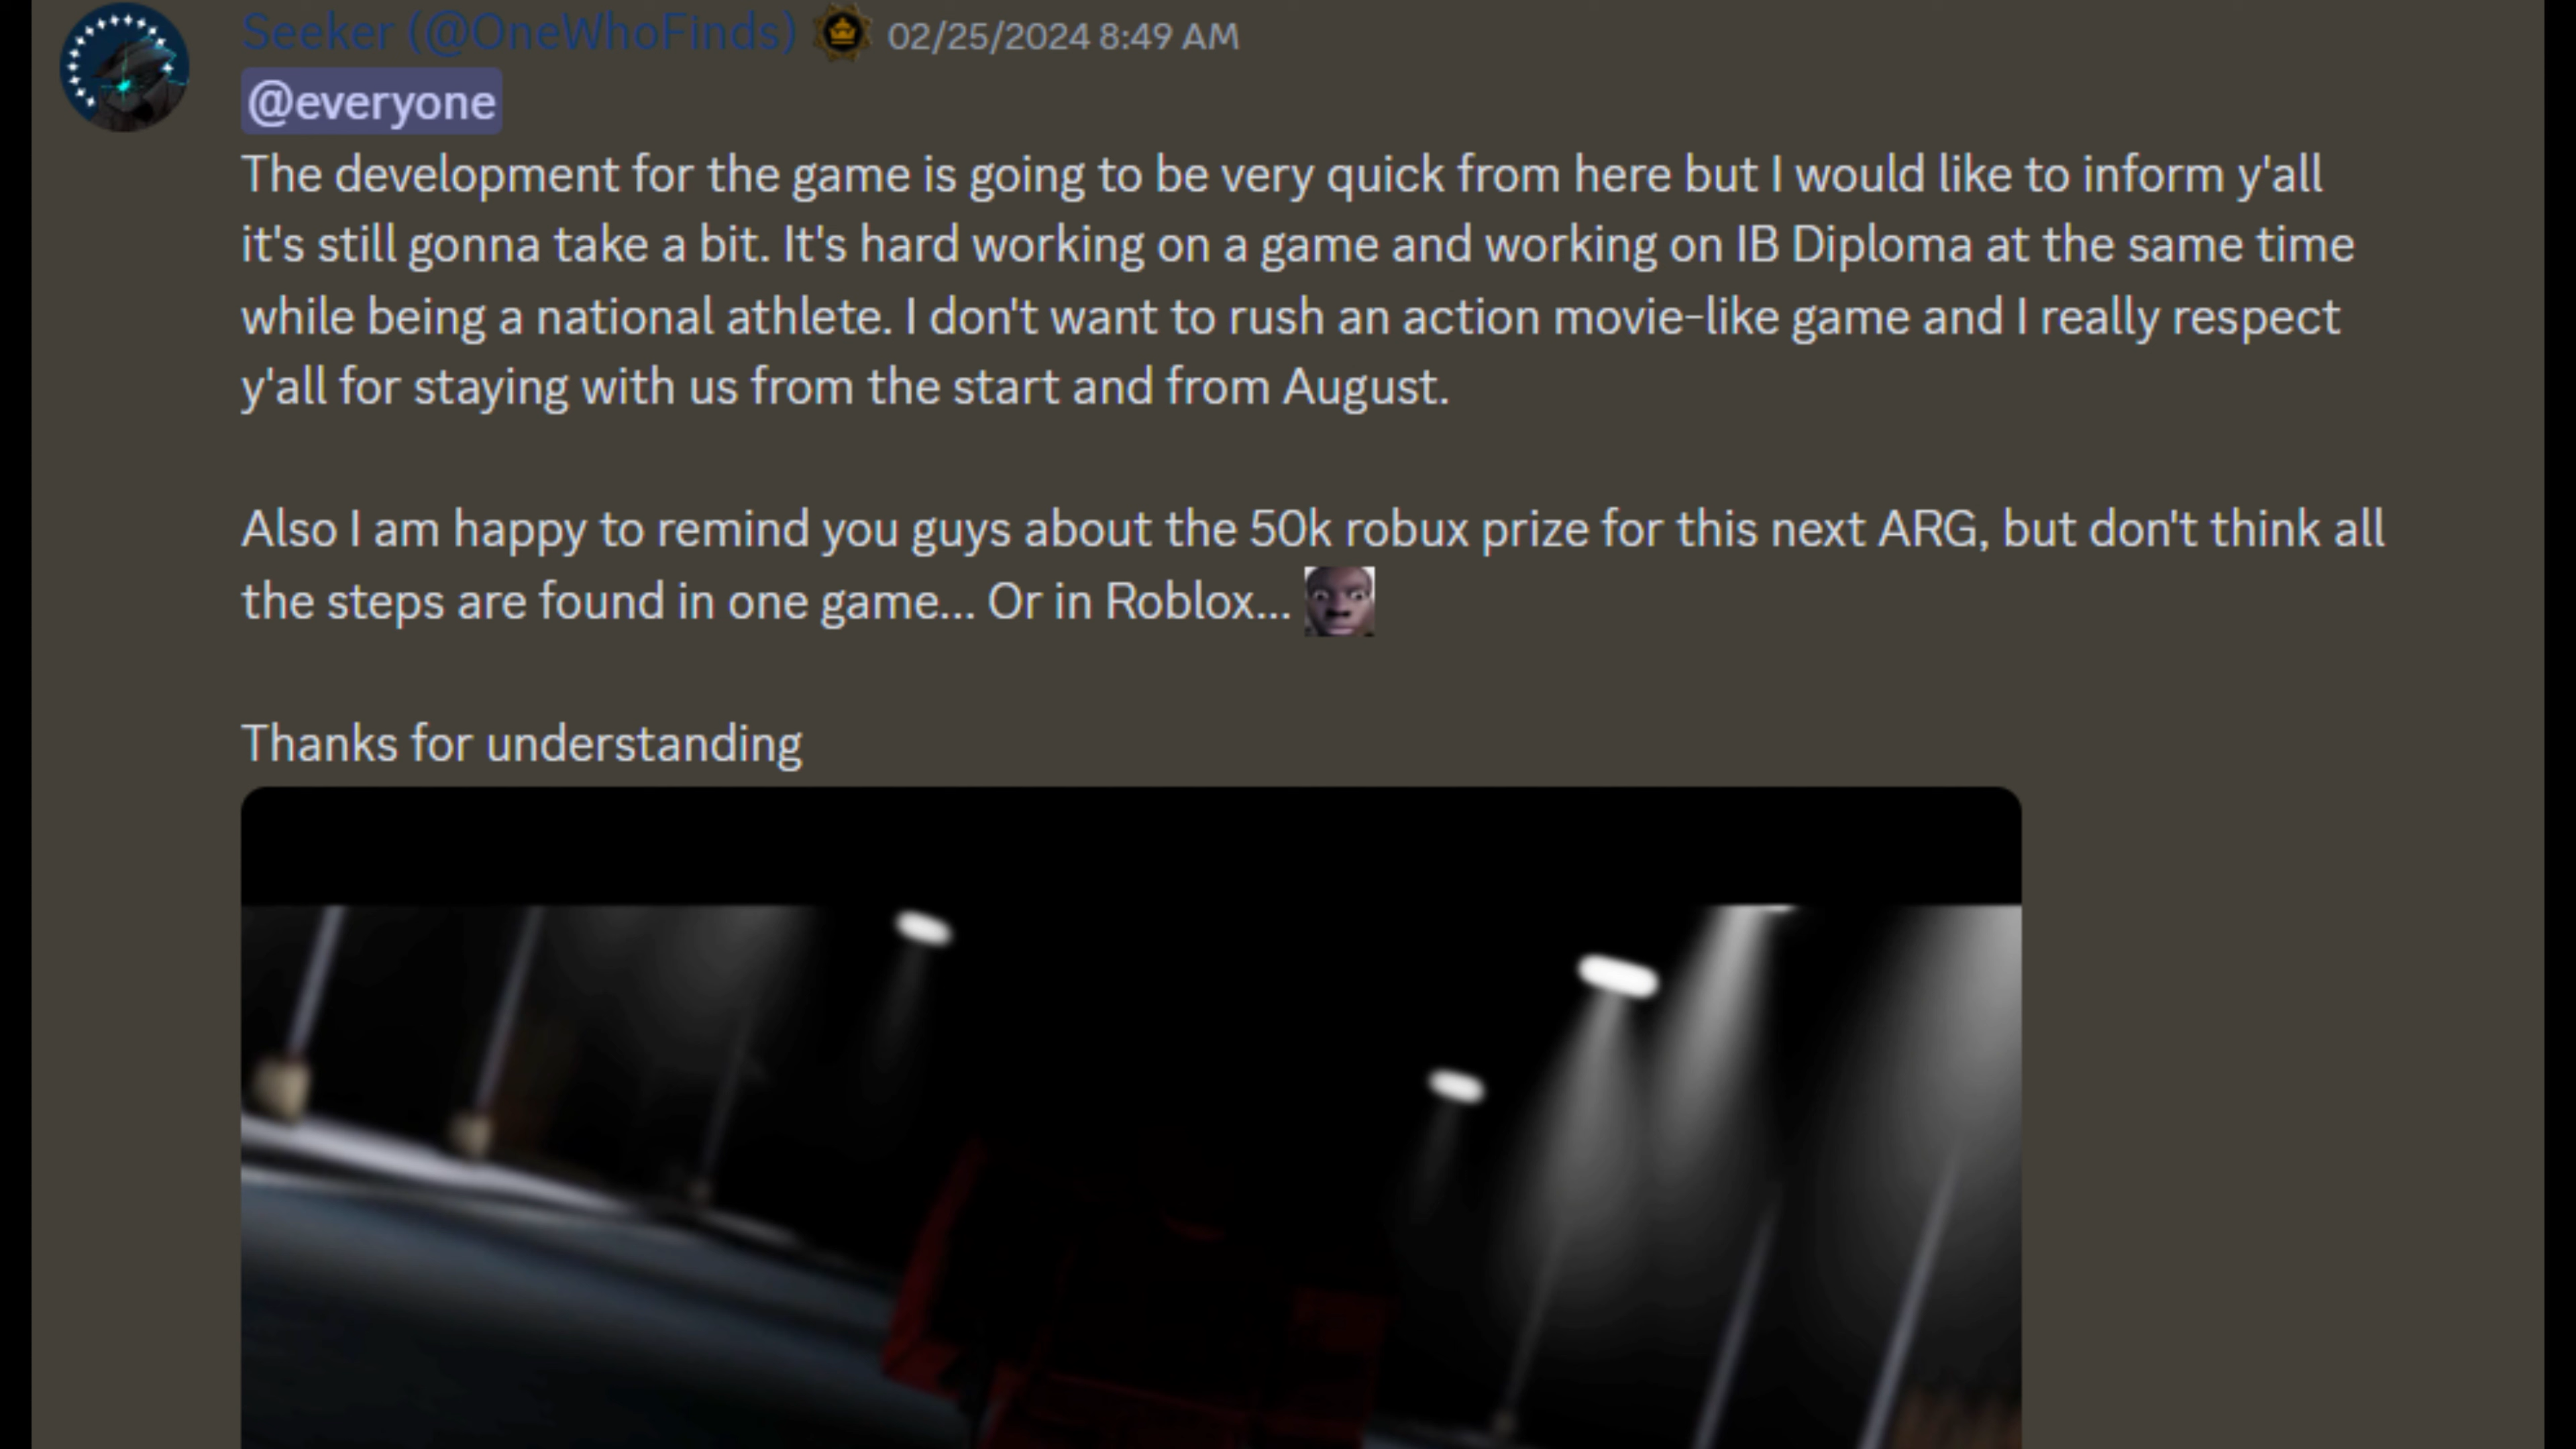 Seeker (@OneWhoFinds) 02/25/2024 8:49 AM
@everyone
The development for the game is going to be very quick from here but I would like to inform y'all
it's still gonna take a bit. It's hard working on a game and working on IB Diploma at the same time
while being a national athlete. I don't want to rush an action movie-like game and I really respect
y'all for staying with us from the start and from August.
Also I am happy to remind you guys about the 50k robux prize for this next ARG, but don't think all
the steps are found in one game... Or in Roblox...
Thanks for understanding